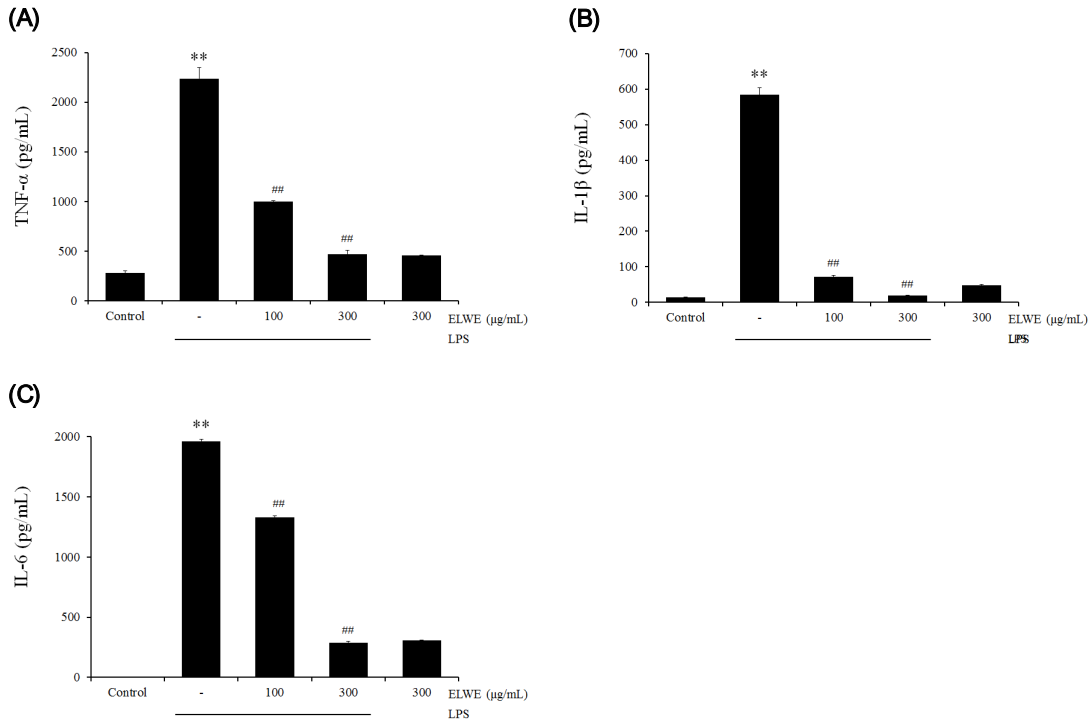 (A)
TNF-α (pg/mL)
2500
2000
1500
1000
500
0
**
##
##
Control - 100 300 300 ELWE (μg/mL)
LPS
(B)
IL-1β (pg/mL)
700
600
500
400
300
200
100
0
**
##
##
Control - 100 300 300 ELWE (μg/mL)
LPS
(C)
IL-6 (pg/mL)
2000
1500
1000
500
0
**
##
##
Control - 100 300 300 ELWE (μg/mL)
LPS